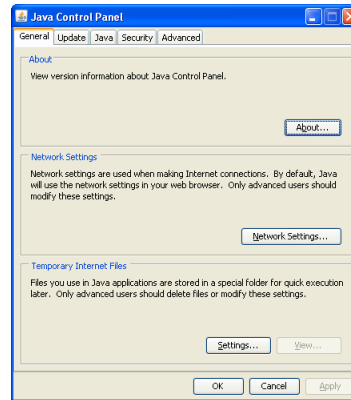 Java Control Panel
General Update Java Security Advanced
About
View version information about Java Control Panel.
About...
Network Settings
Network settings are used when making Internet connections. By default, Java
will use the network settings in your web browser. Only advanced users should
modify these settings.
Network Settings...
Temporary Internet Files
Files you use in Java applications are stored in a special folder for quick execution
later. Only advanced users should delete files or modify these settings.
Settings... View...
OK Cancel Apply